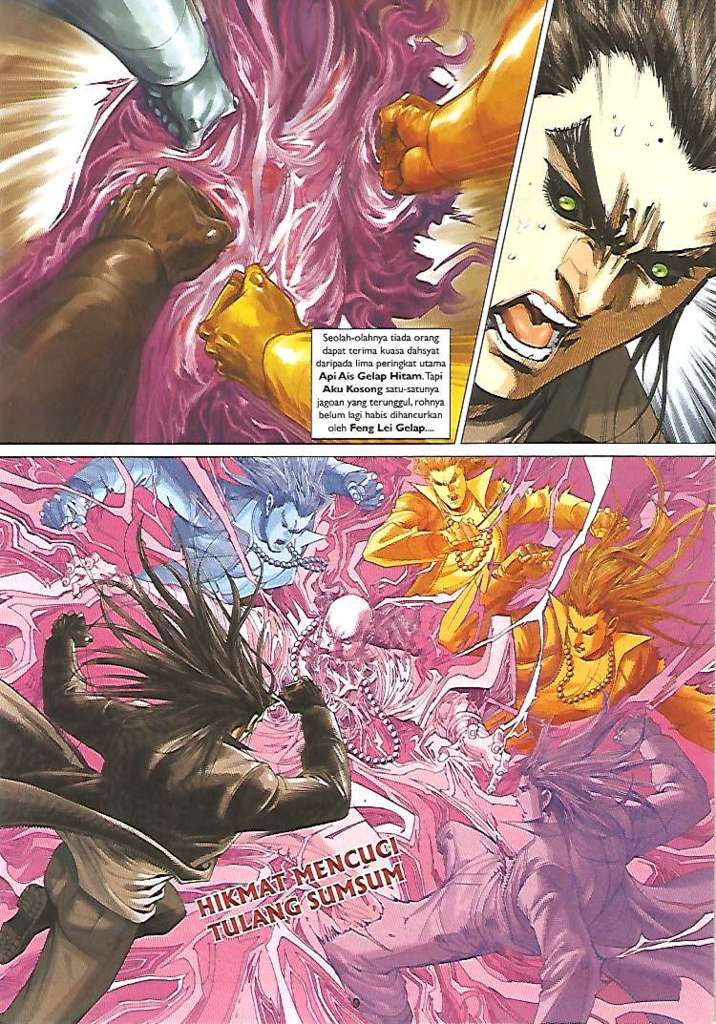 Seolah-olahnya tiada orang
dapat terima kuasa dahsyat
daripada lima peringkat utama
Api Ais Gelap Hitam. Tapi
Aku Kosong satu-satunya
jagoan yang terunggul, rohnya
belum lagi habis dihancurkan
oleh Feng Lei Gelap....
HIKMAT MENCUCI
TULANG SUMSUM